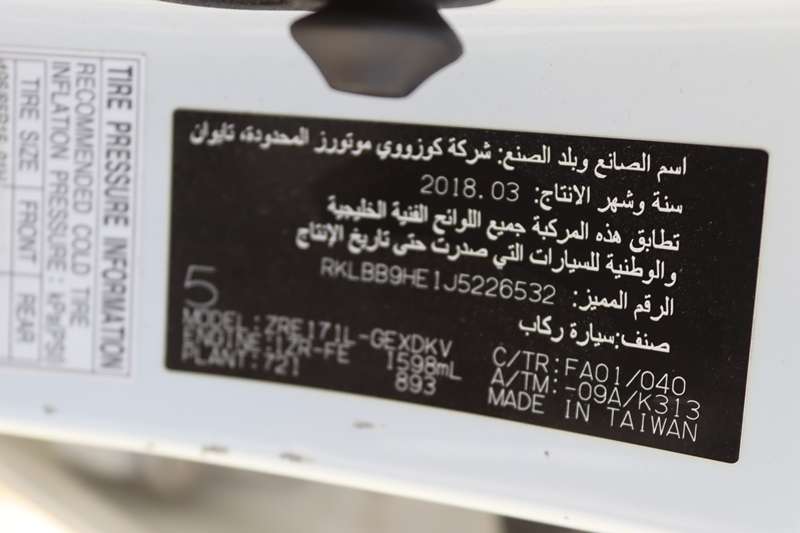 اسم الصانع وبلد الصنع: شركة كوزووي موتورز المحدودة، تايوان
سنة وشهر الانتاج: 2018.03
تطابق هذه المركبة جميع اللوائح الفنية الخليجية
والوطنية للسيارات التي صدرت حتى تاريخ الإنتاج
الرقم المميز: RKLBB9HE1J5226532
صنف:سيارة ركاب
5
MODEL:ZRE171L-GEXDKV
ENGINE:1ZR-FE 1598mL
PLANT:721 893
C/TR:FA01/040
A/TM:-09A/K313
MADE IN TAIWAN
TIRE PRESSURE INFORMATION
RECOMMENDED COLD TIRE
INFLATION PRESSURE : kPa(PSI)
TIRE SIZE FRONT REAR